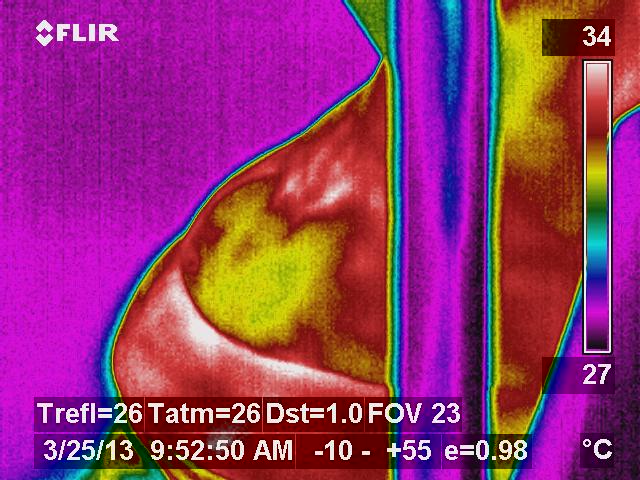 FLIR
34
27
Trefl=26 Tatm=26 Dst=1.0 FOV 23
3/25/13 9:52:50 AM -10 - +55 e=0.98 °C